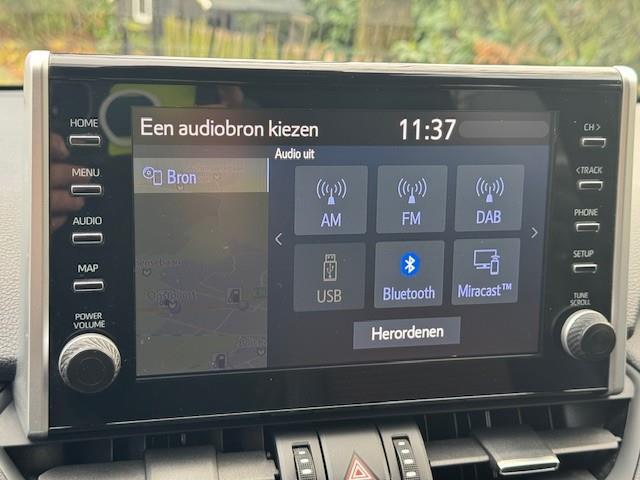 HOME
MENU
AUDIO
MAP
POWER
VOLUME
Een audiobron kiezen 11:37
Audio uit
Bron
AM FM DAB
USB Bluetooth Miracast™
Herordenen
CH >
< TRACK
PHONE
SETUP
TUNE
SCROLL